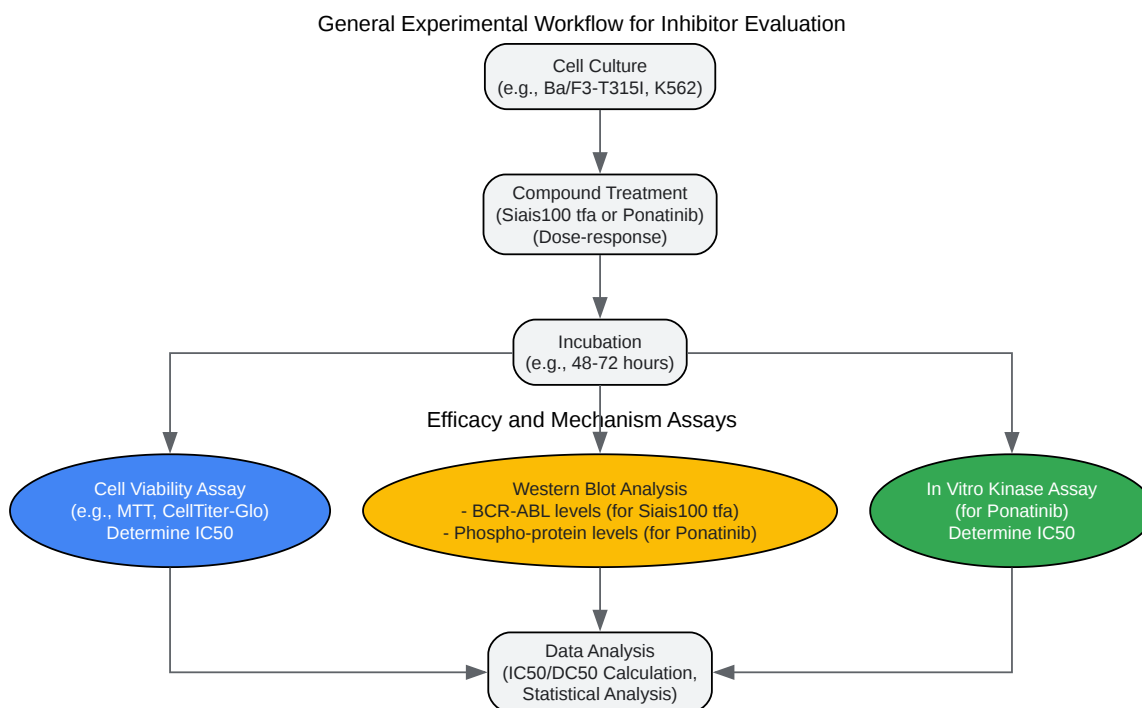 General Experimental Workflow for Inhibitor Evaluation
Cell Culture
(e.g., Ba/F3-T315I, K562)
Compound Treatment
(Siais100 tfa or Ponatinib)
(Dose-response)
Incubation
(e.g., 48-72 hours)
Efficacy and Mechanism Assays
Cell Viability Assay
(e.g., MTT, CellTiter-Glo)
Determine IC50
Western Blot Analysis
- BCR-ABL levels (for Siais100 tfa)
- Phospho-protein levels (for Ponatinib)
In Vitro Kinase Assay
(for Ponatinib)
Determine IC50
Data Analysis
(IC50/DC50 Calculation,
Statistical Analysis)